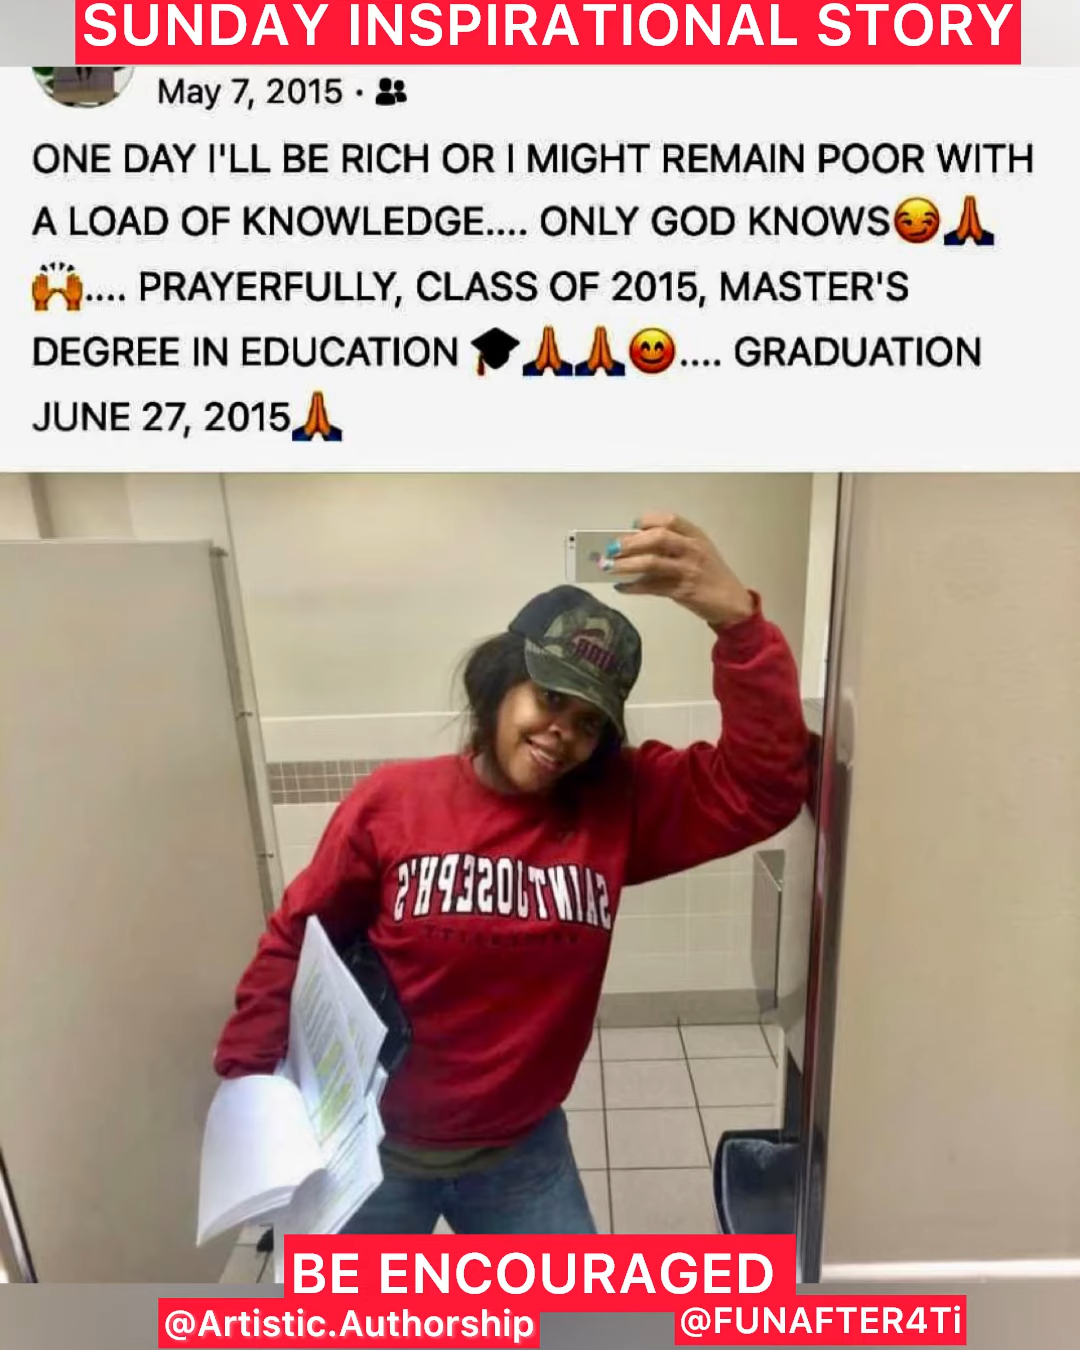 SUNDAY INSPIRATIONAL STORY
May 7, 2015 ·
ONE DAY I'LL BE RICH OR I MIGHT REMAIN POOR WITH
A LOAD OF KNOWLEDGE.... ONLY GOD KNOWS😏🙏
🙌.... PRAYERFULLY, CLASS OF 2015, MASTER'S
DEGREE IN EDUCATION 🎓🙏🙏😊.... GRADUATION
JUNE 27, 2015🙏
SAINT JOSEPH'S
BE ENCOURAGED
@Artistic.Authorship
@FUNAFTER4Ti